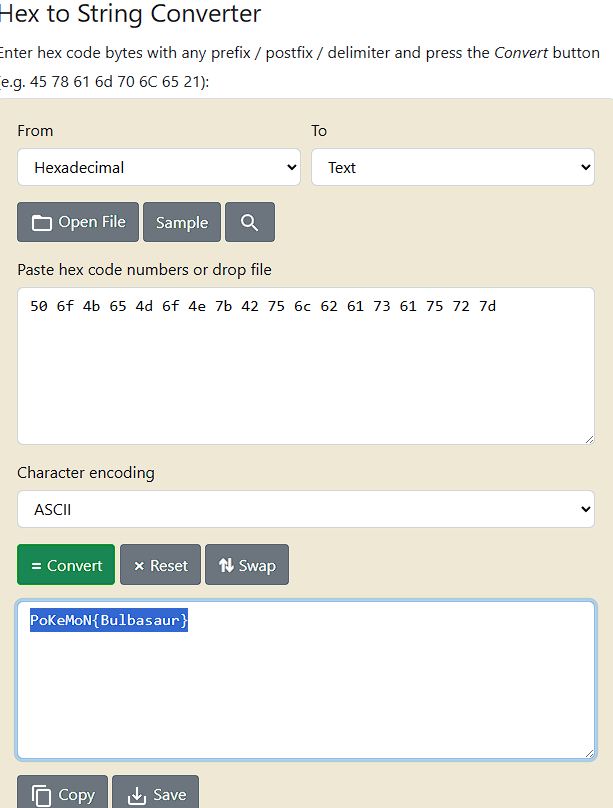 Hex to String Converter
Enter hex code bytes with any prefix / postfix / delimiter and press the Convert button
(e.g. 45 78 61 6d 70 6C 65 21):
From To
Hexadecimal Text
Open File Sample
Paste hex code numbers or drop file
50 6f 4b 65 4d 6f 4e 7b 42 75 6c 62 61 73 61 75 72 7d
Character encoding
ASCII
= Convert × Reset Swap
PoKeMoN{Bulbasaur}
Copy Save